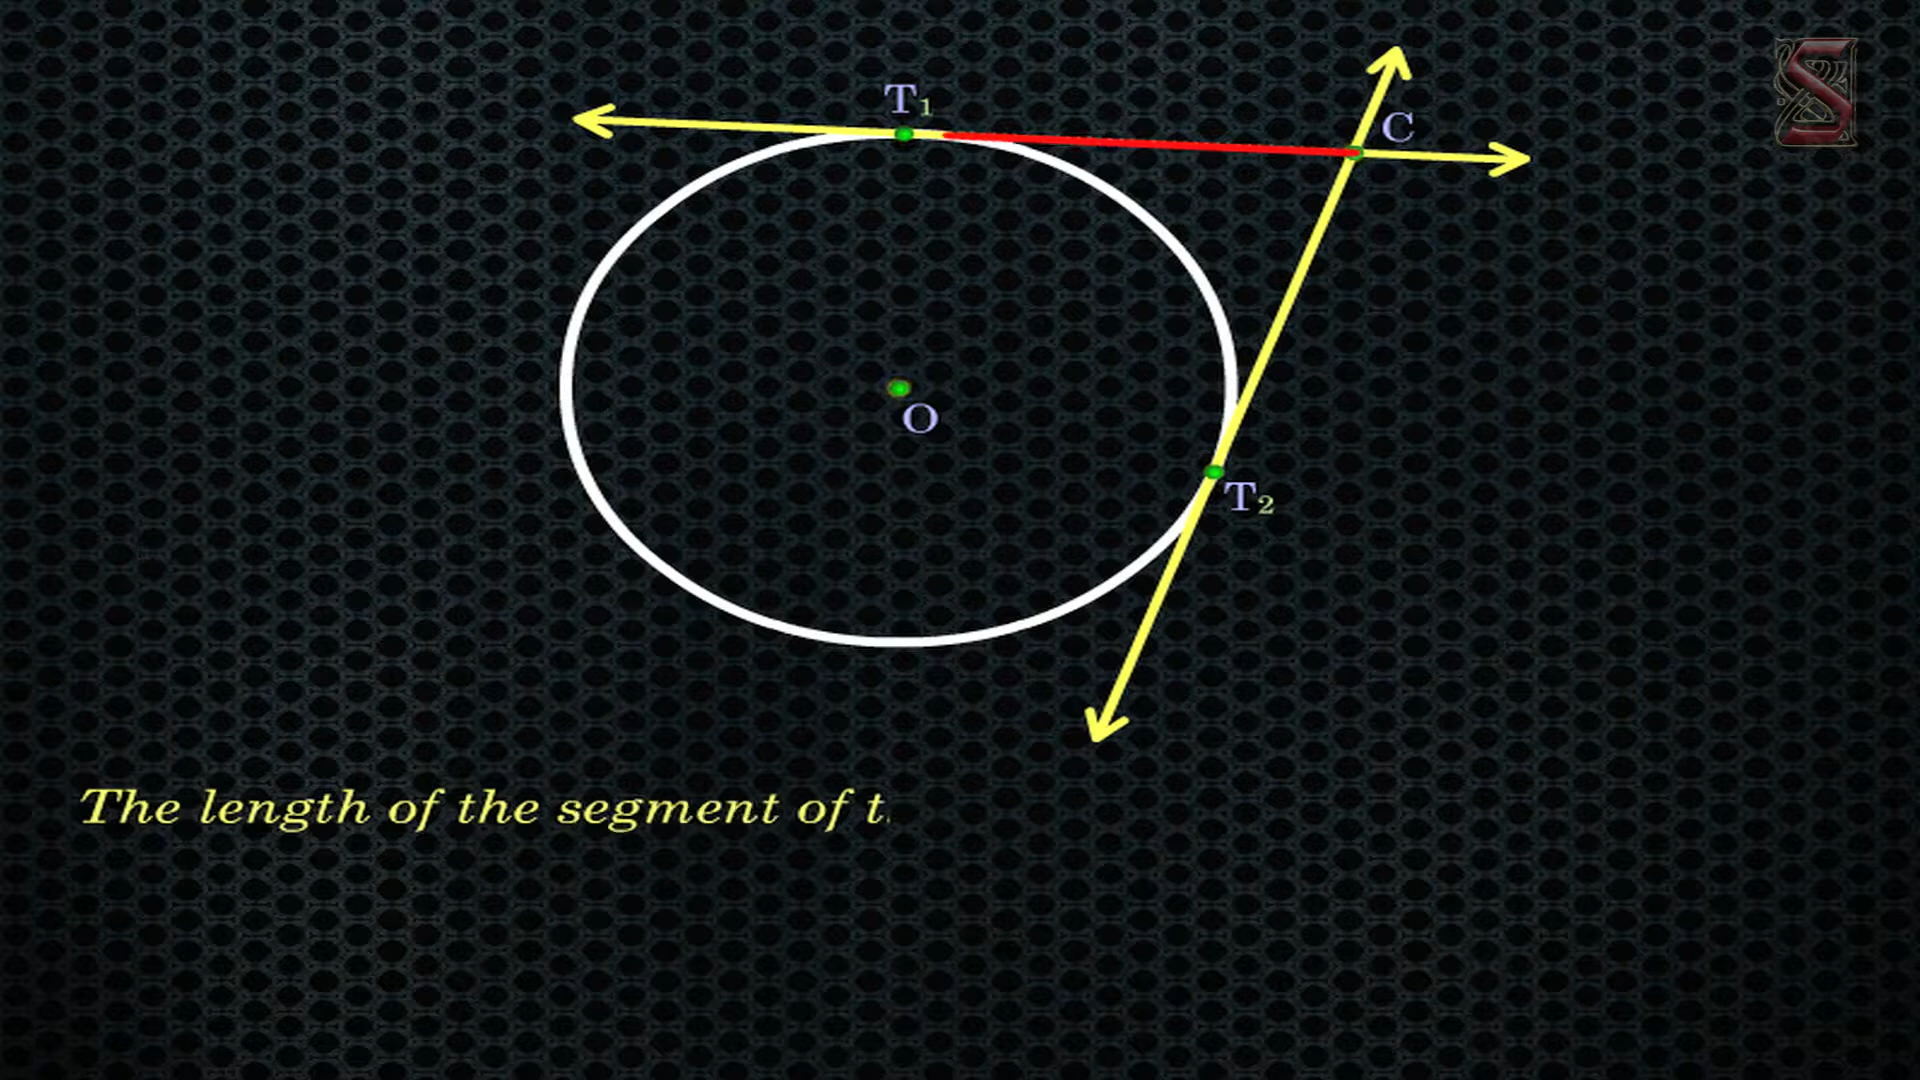 T₁
C
O
T₂
The length of the segment of t